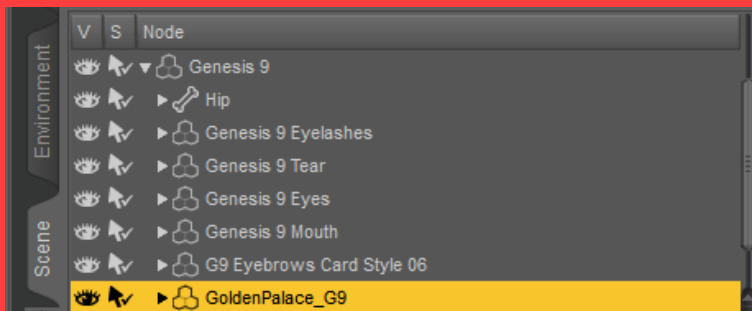 V S Node
Genesis 9
Hip
Genesis 9 Eyelashes
Genesis 9 Tear
Genesis 9 Eyes
Genesis 9 Mouth
G9 Eyebrows Card Style 06
GoldenPalace_G9
Environment
Scene